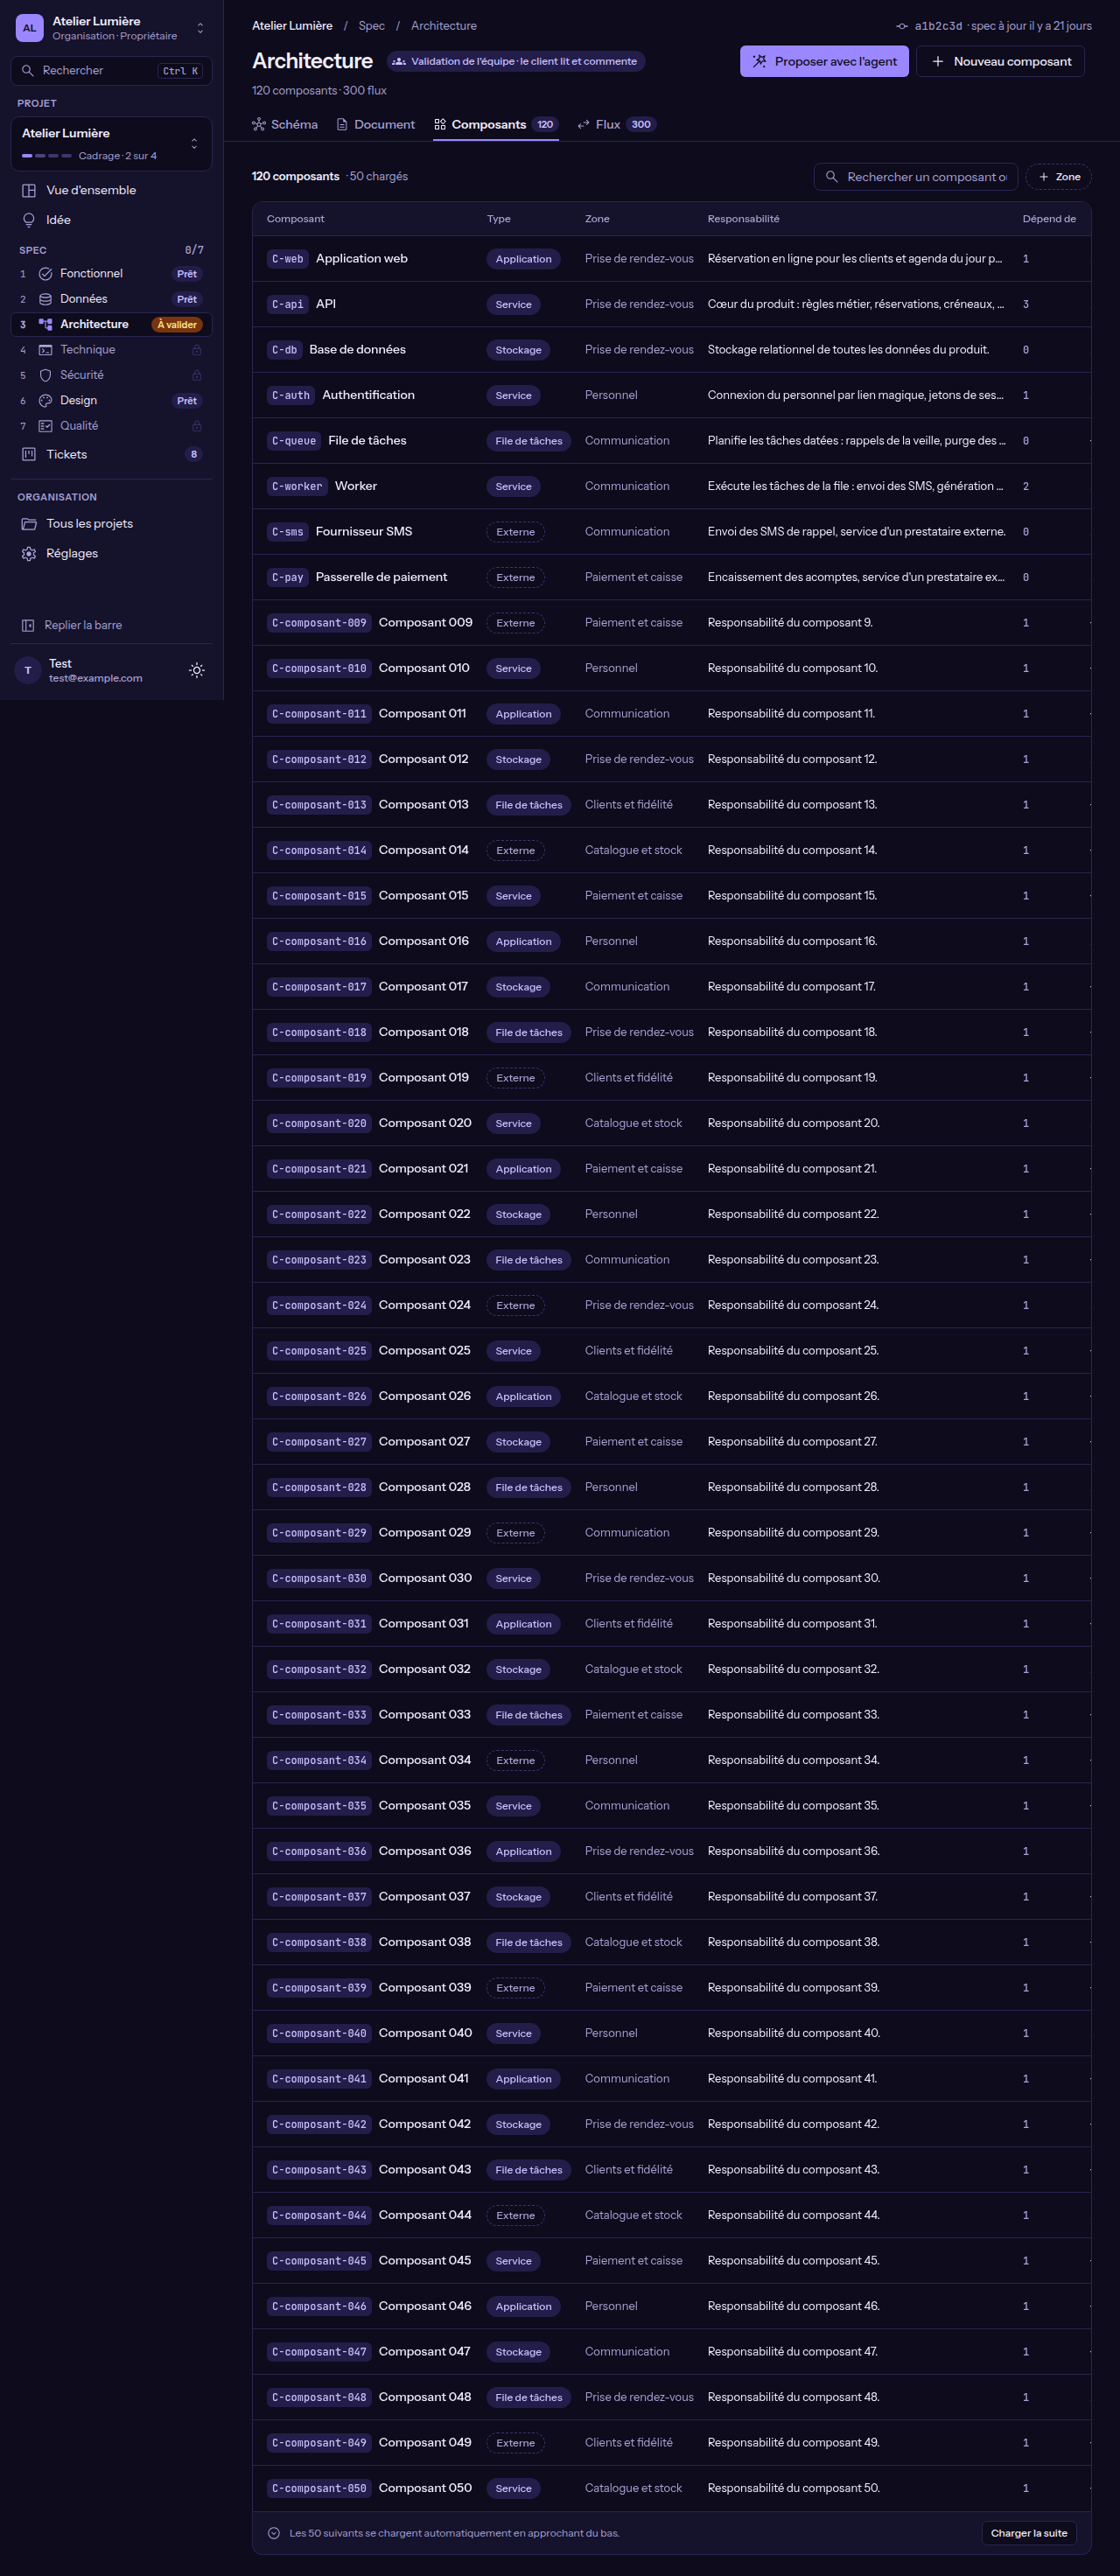 AL
Atelier Lumière
Organisation · Propriétaire
Rechercher
Ctrl K
PROJET
Atelier Lumière
Cadrage · 2 sur 4
Vue d'ensemble
Idée
SPEC 0/7
1 Fonctionnel Prêt
2 Données Prêt
3 Architecture À valider
4 Technique
5 Sécurité
6 Design Prêt
7 Qualité
Tickets 8
ORGANISATION
Tous les projets
Réglages
Replier la barre
T
Test
test@example.com
Atelier Lumière / Spec / Architecture
a1b2c3d · spec à jour il y a 21 jours
Architecture
Validation de l'équipe · le client lit et commente
Proposer avec l'agent
Nouveau composant
120 composants · 300 flux
Schéma Document Composants 120 Flux 300
120 composants · 50 chargés
Rechercher un composant o
Zone
Composant Type Zone Responsabilité Dépend de
C-web Application web Application Prise de rendez-vous Réservation en ligne pour les clients et agenda du jour p… 1
C-api API Service Prise de rendez-vous Cœur du produit : règles métier, réservations, créneaux, … 3
C-db Base de données Stockage Prise de rendez-vous Stockage relationnel de toutes les données du produit. 0
C-auth Authentification Service Personnel Connexion du personnel par lien magique, jetons de ses… 1
C-queue File de tâches File de tâches Communication Planifie les tâches datées : rappels de la veille, purge des … 0
C-worker Worker Service Communication Exécute les tâches de la file : envoi des SMS, génération … 2
C-sms Fournisseur SMS Externe Communication Envoi des SMS de rappel, service d'un prestataire externe. 0
C-pay Passerelle de paiement Externe Paiement et caisse Encaissement des acomptes, service d'un prestataire ex… 0
C-composant-009 Composant 009 Externe Paiement et caisse Responsabilité du composant 9. 1
C-composant-010 Composant 010 Service Personnel Responsabilité du composant 10. 1
C-composant-011 Composant 011 Application Communication Responsabilité du composant 11. 1
C-composant-012 Composant 012 Stockage Prise de rendez-vous Responsabilité du composant 12. 1
C-composant-013 Composant 013 File de tâches Clients et fidélité Responsabilité du composant 13. 1
C-composant-014 Composant 014 Externe Catalogue et stock Responsabilité du composant 14. 1
C-composant-015 Composant 015 Service Paiement et caisse Responsabilité du composant 15. 1
C-composant-016 Composant 016 Application Personnel Responsabilité du composant 16. 1
C-composant-017 Composant 017 Stockage Communication Responsabilité du composant 17. 1
C-composant-018 Composant 018 File de tâches Prise de rendez-vous Responsabilité du composant 18. 1
C-composant-019 Composant 019 Externe Clients et fidélité Responsabilité du composant 19. 1
C-composant-020 Composant 020 Service Catalogue et stock Responsabilité du composant 20. 1
C-composant-021 Composant 021 Application Paiement et caisse Responsabilité du composant 21. 1
C-composant-022 Composant 022 Stockage Personnel Responsabilité du composant 22. 1
C-composant-023 Composant 023 File de tâches Communication Responsabilité du composant 23. 1
C-composant-024 Composant 024 Externe Prise de rendez-vous Responsabilité du composant 24. 1
C-composant-025 Composant 025 Service Clients et fidélité Responsabilité du composant 25. 1
C-composant-026 Composant 026 Application Catalogue et stock Responsabilité du composant 26. 1
C-composant-027 Composant 027 Stockage Paiement et caisse Responsabilité du composant 27. 1
C-composant-028 Composant 028 File de tâches Personnel Responsabilité du composant 28. 1
C-composant-029 Composant 029 Externe Communication Responsabilité du composant 29. 1
C-composant-030 Composant 030 Service Prise de rendez-vous Responsabilité du composant 30. 1
C-composant-031 Composant 031 Application Clients et fidélité Responsabilité du composant 31. 1
C-composant-032 Composant 032 Stockage Catalogue et stock Responsabilité du composant 32. 1
C-composant-033 Composant 033 File de tâches Paiement et caisse Responsabilité du composant 33. 1
C-composant-034 Composant 034 Externe Personnel Responsabilité du composant 34. 1
C-composant-035 Composant 035 Service Communication Responsabilité du composant 35. 1
C-composant-036 Composant 036 Application Prise de rendez-vous Responsabilité du composant 36. 1
C-composant-037 Composant 037 Stockage Clients et fidélité Responsabilité du composant 37. 1
C-composant-038 Composant 038 File de tâches Catalogue et stock Responsabilité du composant 38. 1
C-composant-039 Composant 039 Externe Paiement et caisse Responsabilité du composant 39. 1
C-composant-040 Composant 040 Service Personnel Responsabilité du composant 40. 1
C-composant-041 Composant 041 Application Communication Responsabilité du composant 41. 1
C-composant-042 Composant 042 Stockage Prise de rendez-vous Responsabilité du composant 42. 1
C-composant-043 Composant 043 File de tâches Clients et fidélité Responsabilité du composant 43. 1
C-composant-044 Composant 044 Externe Catalogue et stock Responsabilité du composant 44. 1
C-composant-045 Composant 045 Service Paiement et caisse Responsabilité du composant 45. 1
C-composant-046 Composant 046 Application Personnel Responsabilité du composant 46. 1
C-composant-047 Composant 047 Stockage Communication Responsabilité du composant 47. 1
C-composant-048 Composant 048 File de tâches Prise de rendez-vous Responsabilité du composant 48. 1
C-composant-049 Composant 049 Externe Clients et fidélité Responsabilité du composant 49. 1
C-composant-050 Composant 050 Service Catalogue et stock Responsabilité du composant 50. 1
Les 50 suivants se chargent automatiquement en approchant du bas.
Charger la suite